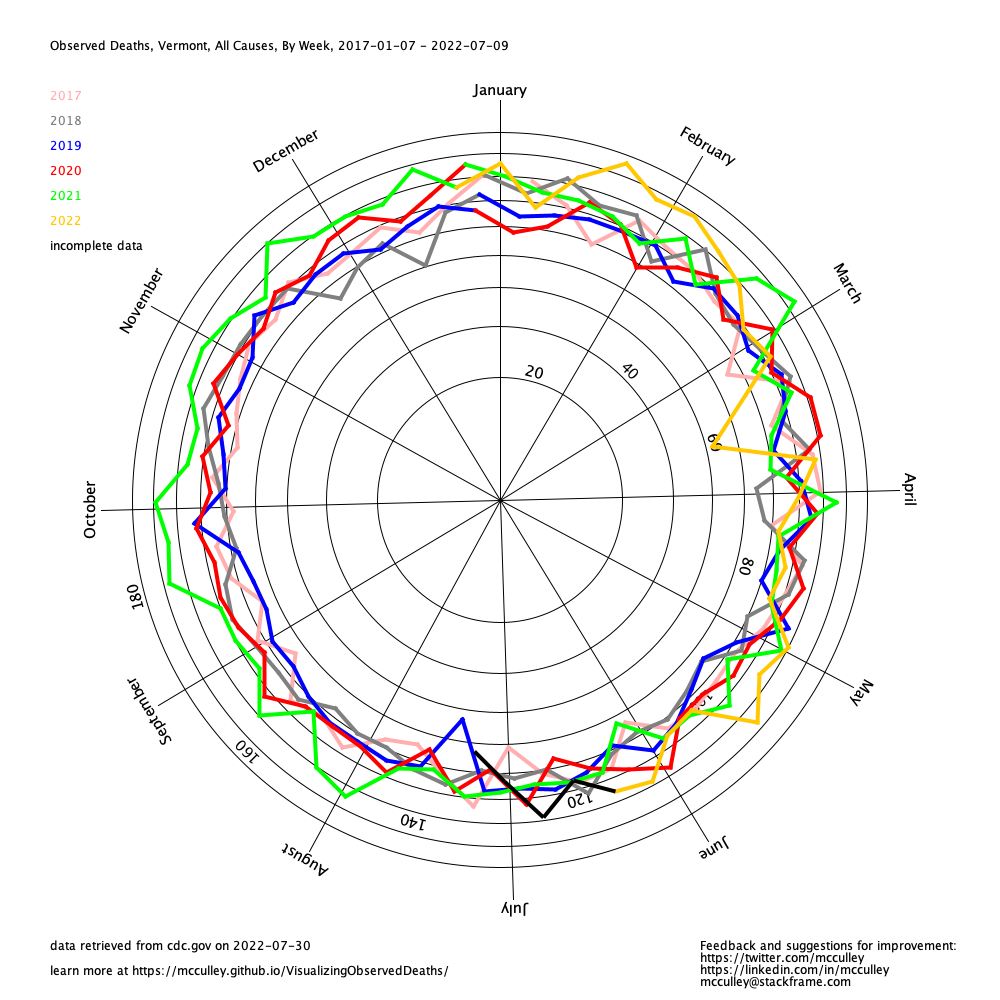 Observed Deaths, Vermont, All Causes, By Week, 2017-01-07 - 2022-07-09
January
2017
2018
2019
2020
2021
2022
incomplete data
December
February
November
March
20
40
60
October
April
80
180
September
May
160
140
120
August
June
July
data retrieved from cdc.gov on 2022-07-30
learn more at https://mcculley.github.io/VisualizingObservedDeaths/
Feedback and suggestions for improvement:
https://twitter.com/mcculley
https://linkedin.com/in/mcculley
mcculley@stackframe.com